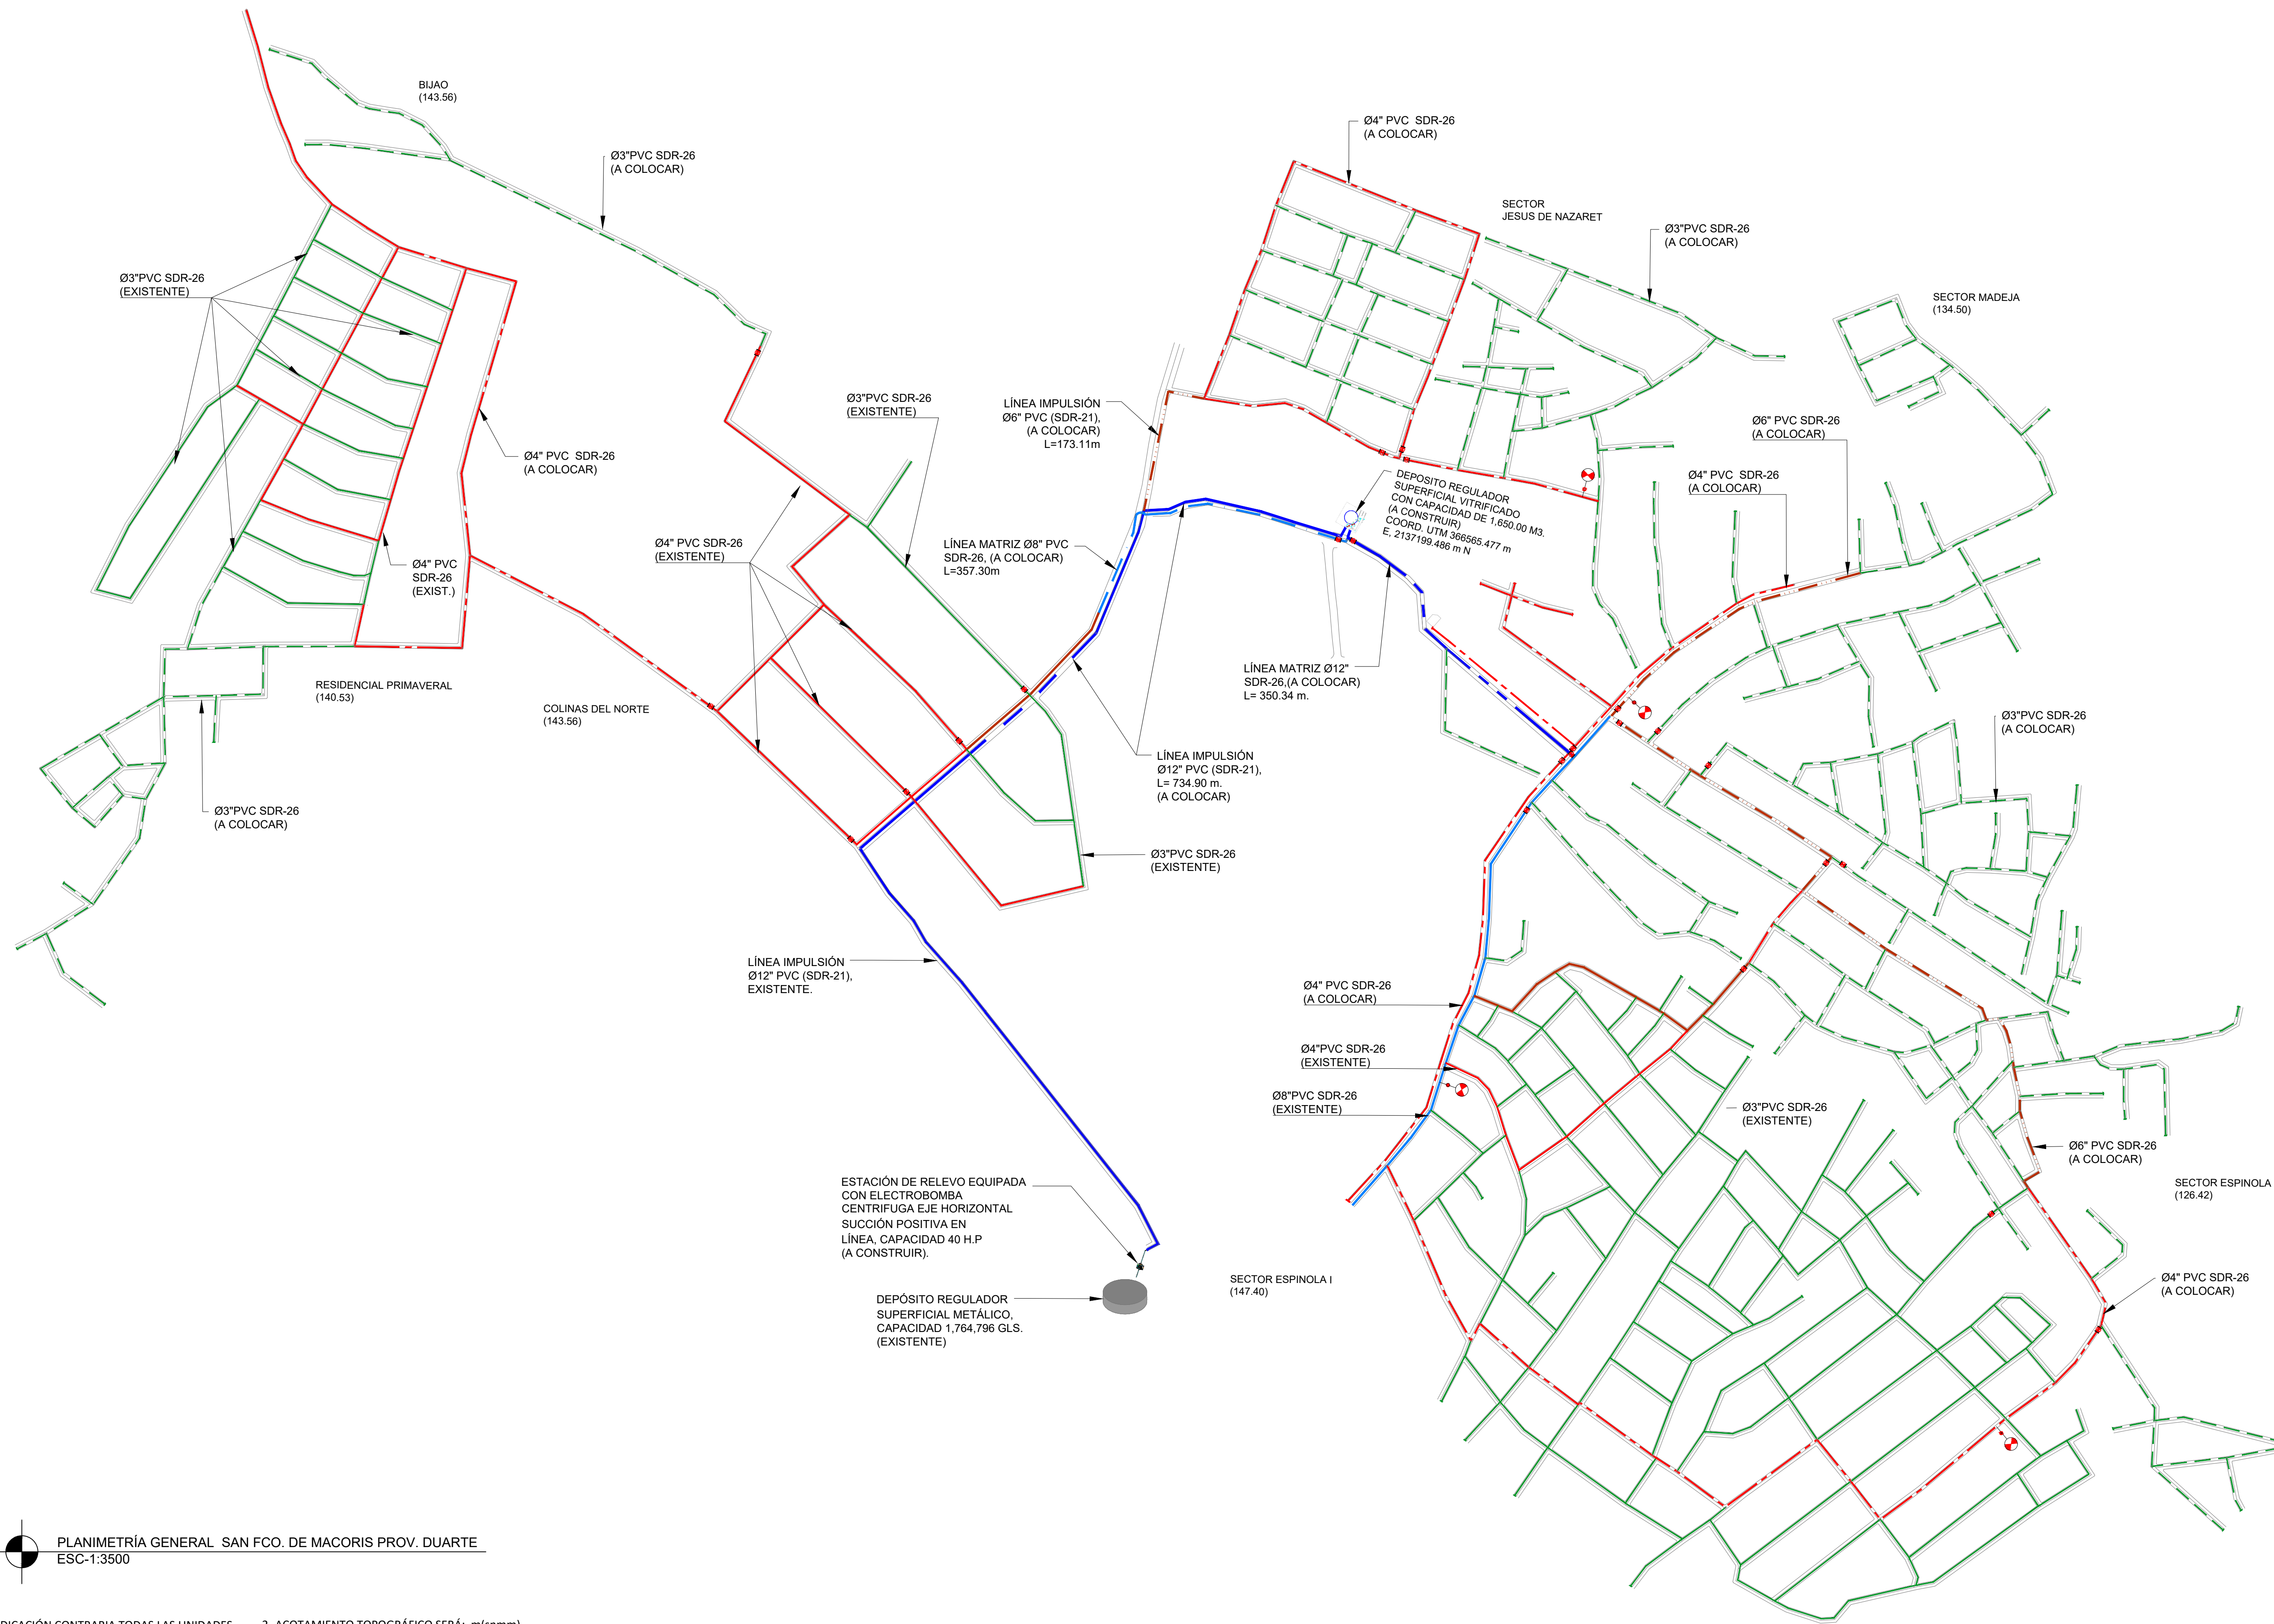 BIJAO
(143.56)
Ø3"PVC SDR-26
(A COLOCAR)
Ø4" PVC  SDR-26
(A COLOCAR)
SECTOR
JESUS DE NAZARET
Ø3"PVC SDR-26
(A COLOCAR)
SECTOR MADEJA
(134.50)
Ø3"PVC SDR-26
(EXISTENTE)
Ø3"PVC SDR-26
(EXISTENTE)
LÍNEA IMPULSIÓN
Ø6" PVC (SDR-21),
(A COLOCAR)
L=173.11m
Ø6" PVC SDR-26
(A COLOCAR)
Ø4" PVC  SDR-26
(A COLOCAR)
Ø4" PVC  SDR-26
(A COLOCAR)
DEPOSITO REGULADOR
SUPERFICIAL VITRIFICADO
CON CAPACIDAD DE 1,650.00 M3.
(A CONSTRUIR)
COORD. UTM 366565.477 m
E, 2137199.486 m N
Ø4" PVC SDR-26
(EXISTENTE)
LÍNEA MATRIZ Ø8" PVC
SDR-26, (A COLOCAR)
L=357.30m
Ø4" PVC
SDR-26
(EXIST.)
LÍNEA MATRIZ Ø12"
SDR-26,(A COLOCAR)
L= 350.34 m.
RESIDENCIAL PRIMAVERAL
(140.53)
COLINAS DEL NORTE
(143.56)
Ø3"PVC SDR-26
(A COLOCAR)
LÍNEA IMPULSIÓN
Ø12" PVC (SDR-21),
L= 734.90 m.
(A COLOCAR)
Ø3"PVC SDR-26
(A COLOCAR)
Ø3"PVC SDR-26
(EXISTENTE)
LÍNEA IMPULSIÓN
Ø12" PVC (SDR-21),
EXISTENTE.
Ø4" PVC SDR-26
(A COLOCAR)
Ø4"PVC SDR-26
(EXISTENTE)
Ø8"PVC SDR-26
(EXISTENTE)
Ø3"PVC SDR-26
(EXISTENTE)
Ø6" PVC SDR-26
(A COLOCAR)
SECTOR ESPINOLA
(126.42)
ESTACIÓN DE RELEVO EQUIPADA
CON ELECTROBOMBA
CENTRIFUGA EJE HORIZONTAL
SUCCIÓN POSITIVA EN
LÍNEA, CAPACIDAD 40 H.P
(A CONSTRUIR).
SECTOR ESPINOLA I
(147.40)
Ø4" PVC SDR-26
(A COLOCAR)
DEPÓSITO REGULADOR
SUPERFICIAL METÁLICO,
CAPACIDAD 1,764,796 GLS.
(EXISTENTE)
PLANIMETRÍA GENERAL  SAN FCO. DE MACORIS PROV. DUARTE
ESC-1:3500
CONTRARIA TODAS LAS UNIDADES      2- ACOTAMIENTO TOPOGRÁFICO SERÁ: